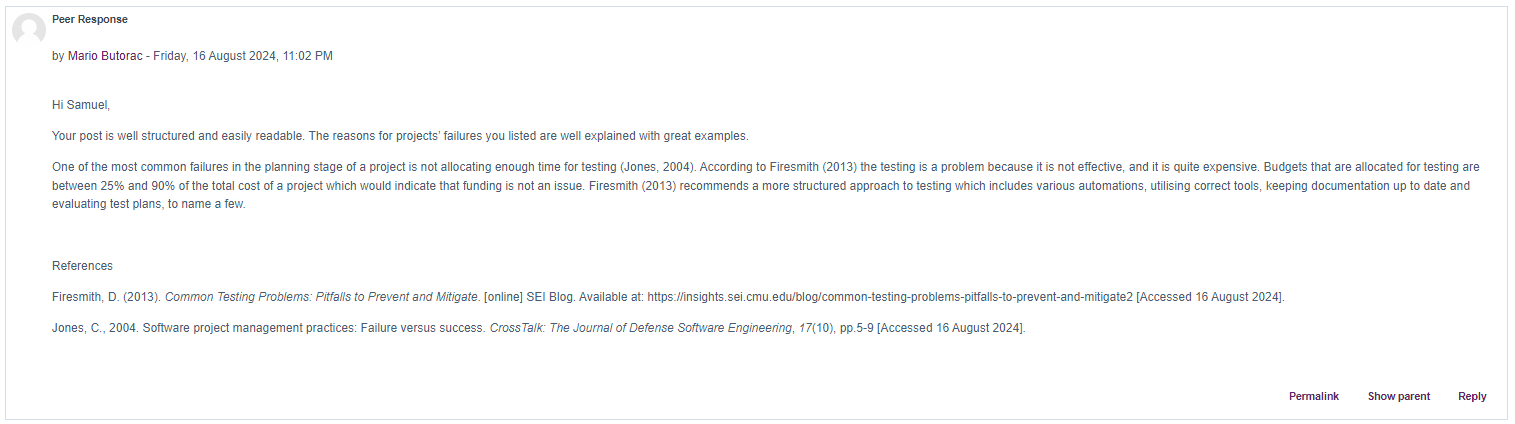 Peer Response
by Mario Butorac - Friday, 16 August 2024, 11:02 PM
Hi Samuel,
Your post is well structured and easily readable. The reasons for projects' failures you listed are well explained with great examples.
One of the most common failures in the planning stage of a project is not allocating enough time for testing (Jones, 2004). According to Firesmith (2013) the testing is a problem because it is not effective, and it is quite expensive. Budgets that are allocated for testing are
between 25% and 90% of the total cost of a project which would indicate that funding is not an issue. Firesmith (2013) recommends a more structured approach to testing which includes various automations, utilising correct tools, keeping documentation up to date and
evaluating test plans, to name a few.
References
Firesmith, D. (2013). Common Testing Problems: Pitfalls to Prevent and Mitigate. [online] SEI Blog. Available at: https://insights.sei.cmu.edu/blog/common-testing-problems-pitfalls-to-prevent-and-mitigate2 [Accessed 16 August 2024].
Jones, C., 2004. Software project management practices: Failure versus success. CrossTalk: The Journal of Defense Software Engineering, 17(10), pp.5-9 [Accessed 16 August 2024].
Permalink Show parent Reply